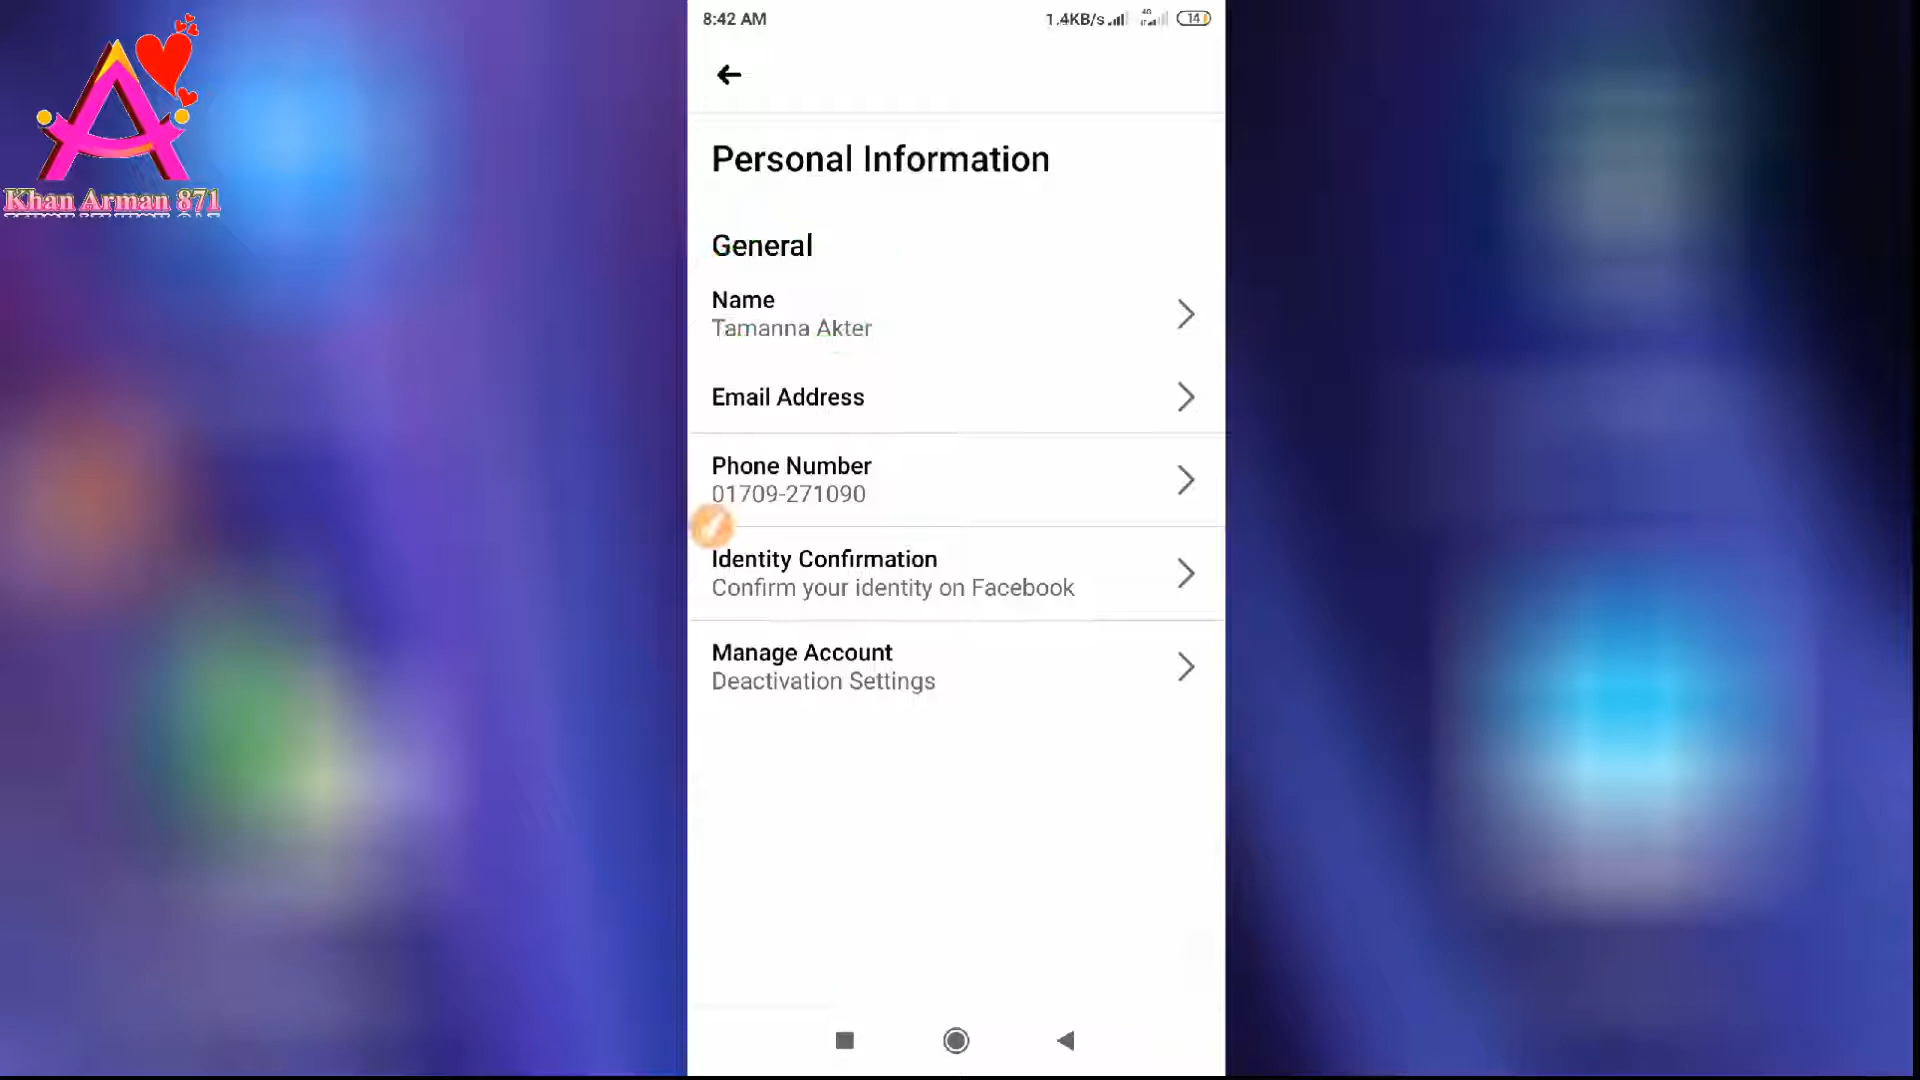 8:42 AM 1.4KB/s 4G 14
Khan Arman 871
Personal Information
General
Name
Tamanna Akter
Email Address
Phone Number
01709-271090
Identity Confirmation
Confirm your identity on Facebook
Manage Account
Deactivation Settings